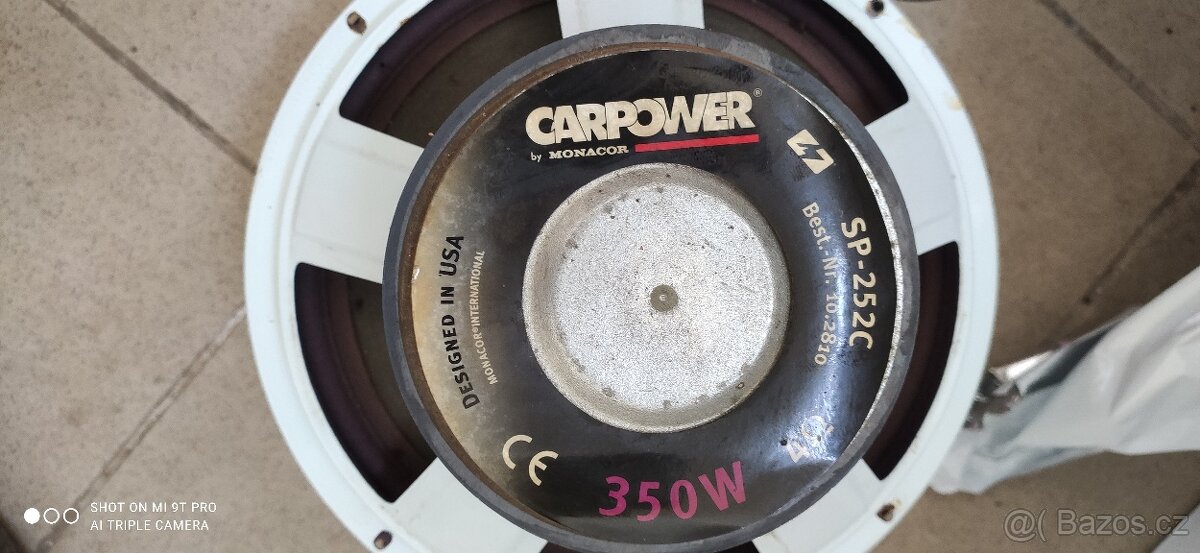 CARPOWER®
by MONACOR
SP-252C
Best.-Nr. 10.2810
4Ω
350W
CE
DESIGNED IN USA
MONACOR®INTERNATIONAL
SHOT ON MI 9T PRO
AI TRIPLE CAMERA
@( Bazos.cz